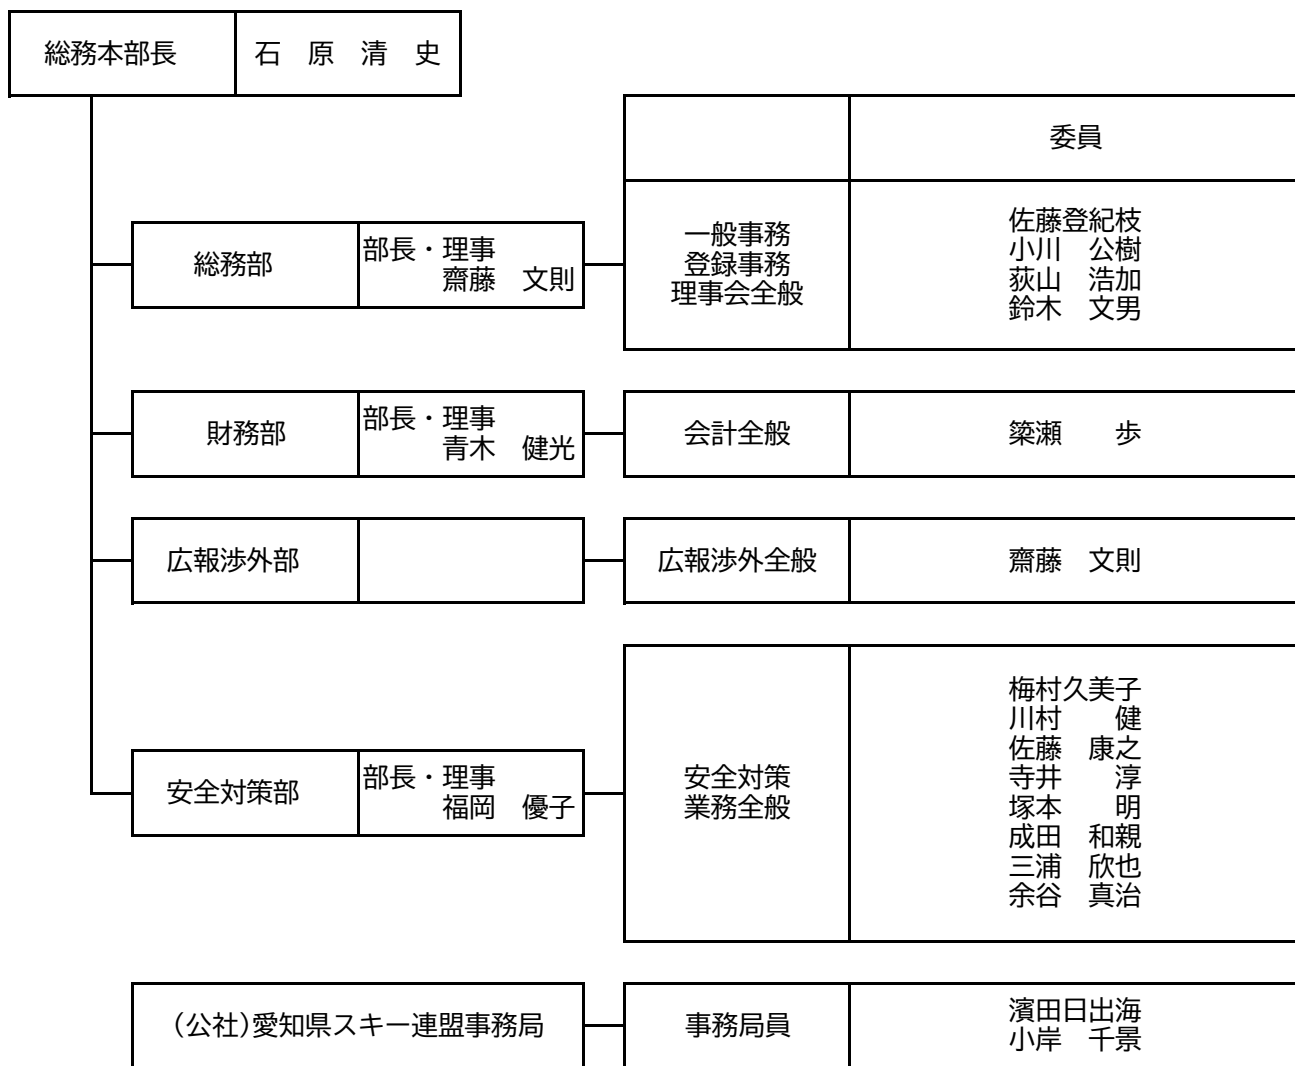 総務本部長 石 原 清 史
委員
総務部
部長・理事
齋藤 文則
一般事務
登録事務
理事会全般
佐藤登紀枝
小川 公樹
荻山 浩加
鈴木 文男
財務部
部長・理事
青木 健光
会計全般
簗瀬 歩
広報渉外部
広報渉外全般
齋藤 文則
安全対策部
部長・理事
福岡 優子
安全対策
業務全般
梅村久美子
川村 健
佐藤 康之
寺井 淳
塚本 明
成田 和親
三浦 欣也
余谷 真治
（公社）愛知県スキー連盟事務局
事務局員
濱田日出海
小岸 千景